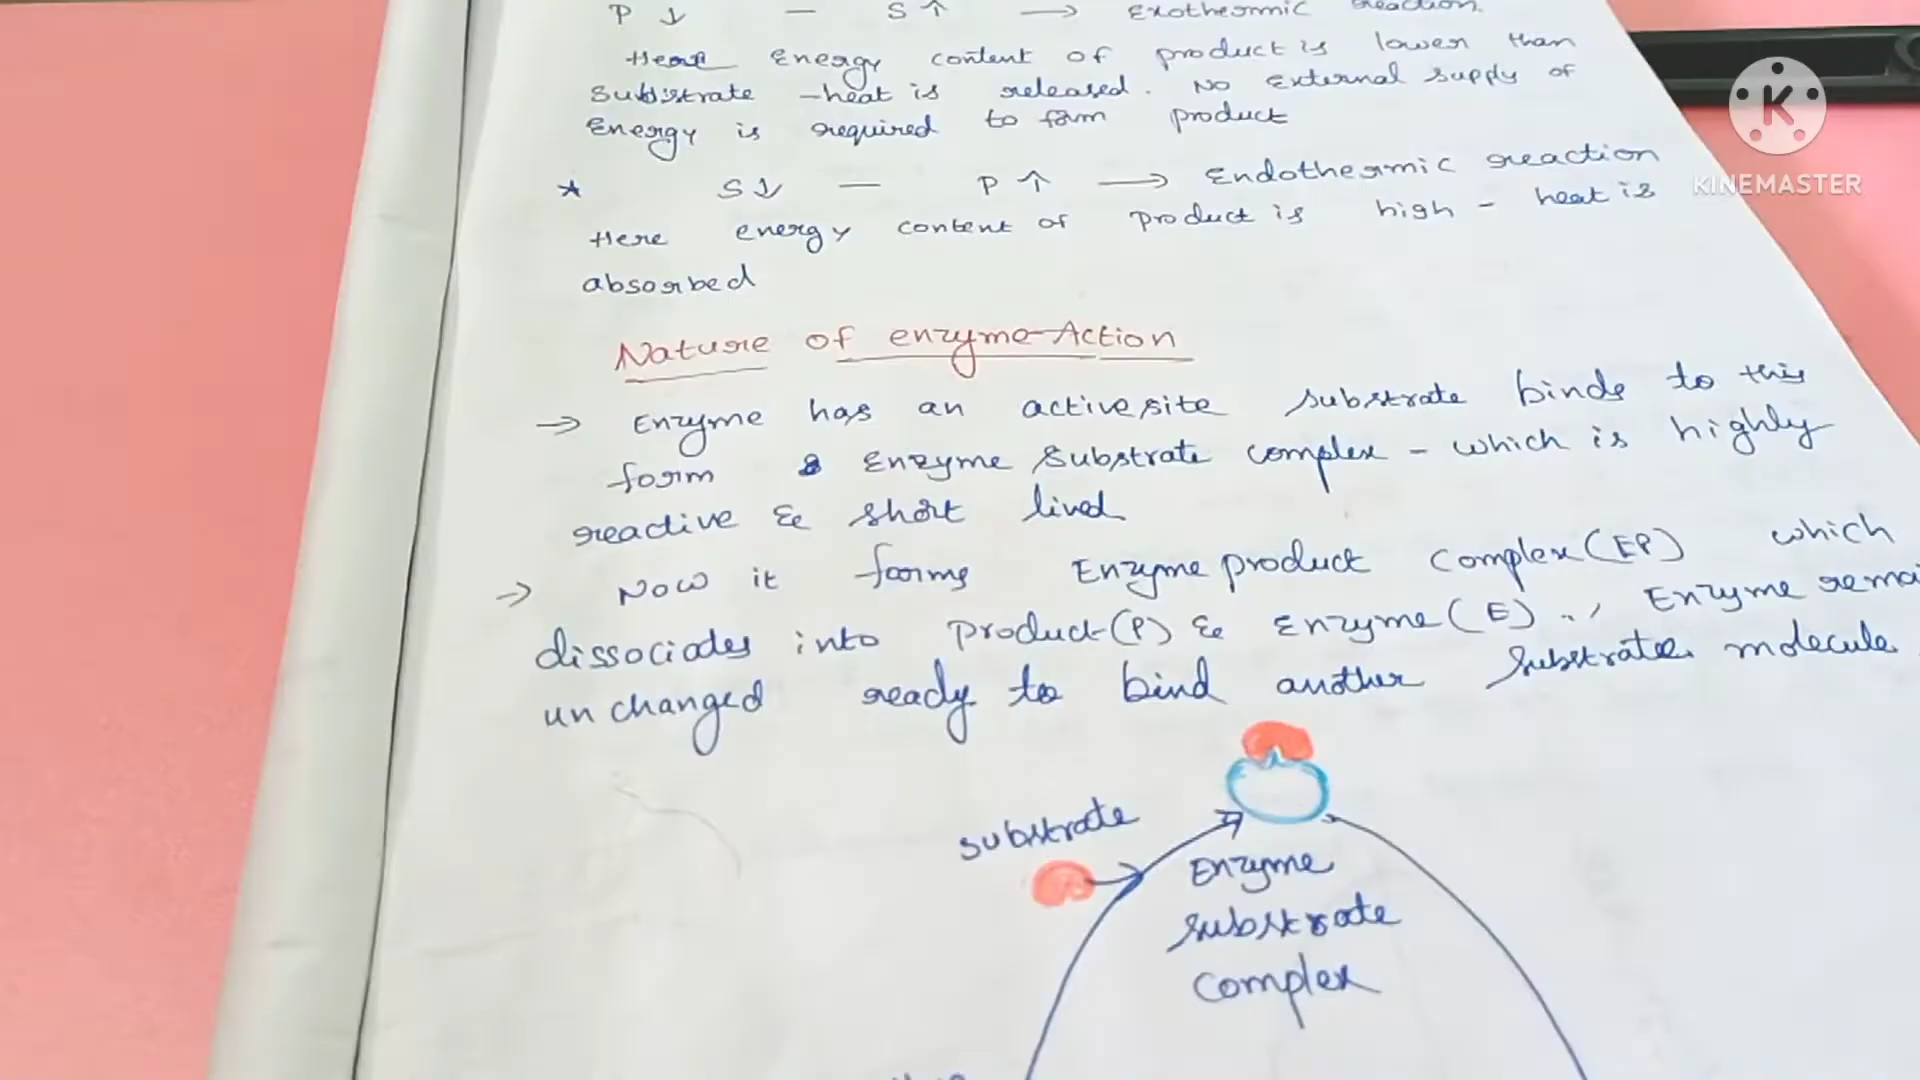 P ↓ — S ↑ → Exothermic reaction.
Here Energy content of product is lower than
Substrate - heat is released. No External supply of
Energy is required to form product
* S↓ — P ↑ → Endothermic reaction
Here energy content of product is high - heat is
absorbed
Nature of enzyme Action
→ Enzyme has an active site substrate binds to this
form & Enzyme Substrate complex - which is highly
reactive & short lived
→ Now it forms Enzyme product complex (EP) which
dissociates into product (P) & Enzyme (E) .., Enzyme remai
unchanged ready to bind another substrate molecule.
substrate
Enzyme
substrate
complex
K
KINEMASTER